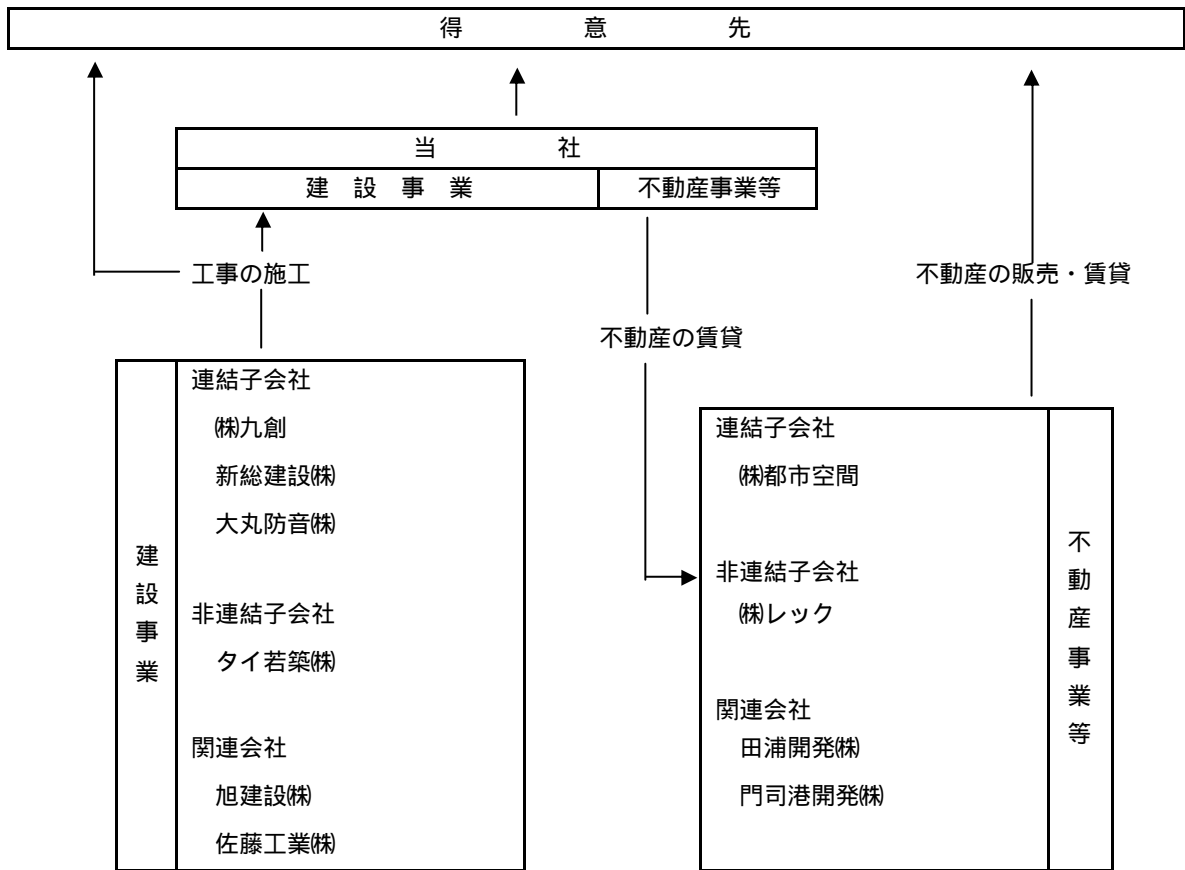 得意先
当社
建設事業 不動産事業等
工事の施工
不動産の販売・賃貸
不動産の賃貸
建設事業
連結子会社
㈱九創
新総建設㈱
大丸防音㈱
非連結子会社
タイ若築㈱
関連会社
旭建設㈱
佐藤工業㈱
連結子会社
㈱都市空間
非連結子会社
㈱レック
関連会社
田浦開発㈱
門司港開発㈱
不動産事業等